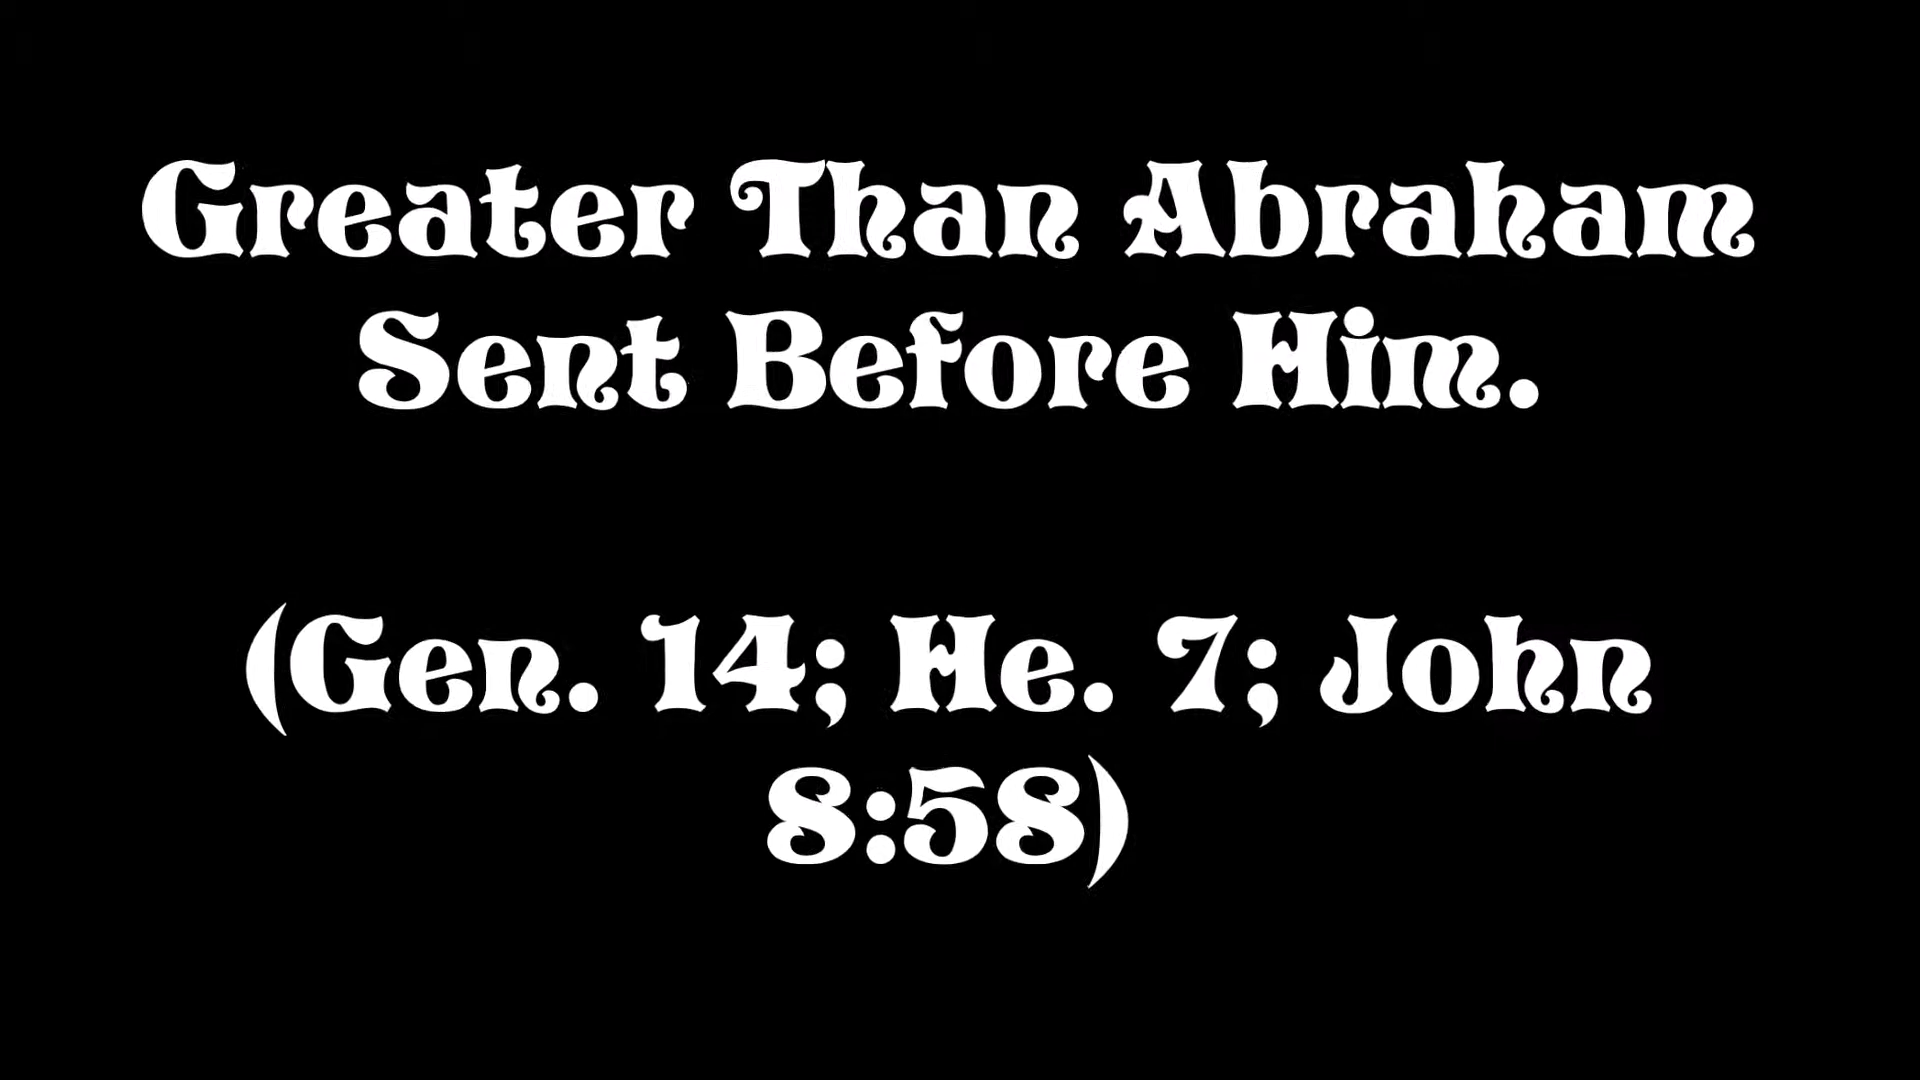 Greater Than Abraham
Sent Before Him.
(Gen. 14; He. 7; John
8:58)